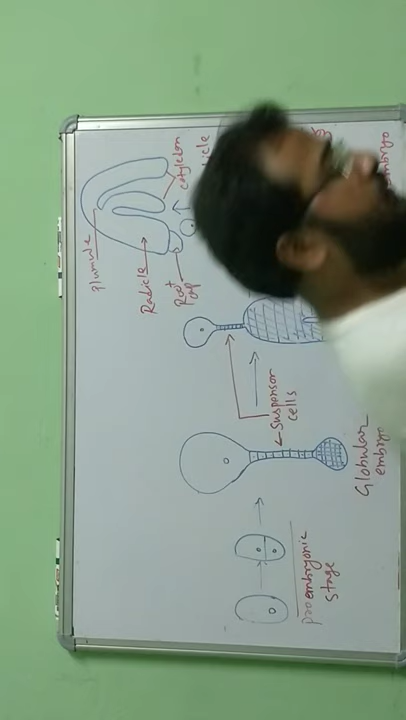 Proembryonic
stage
Globular
embryo
suspensor
cells
Radicle
Root
cap
Plumule
cotyledon
embryo